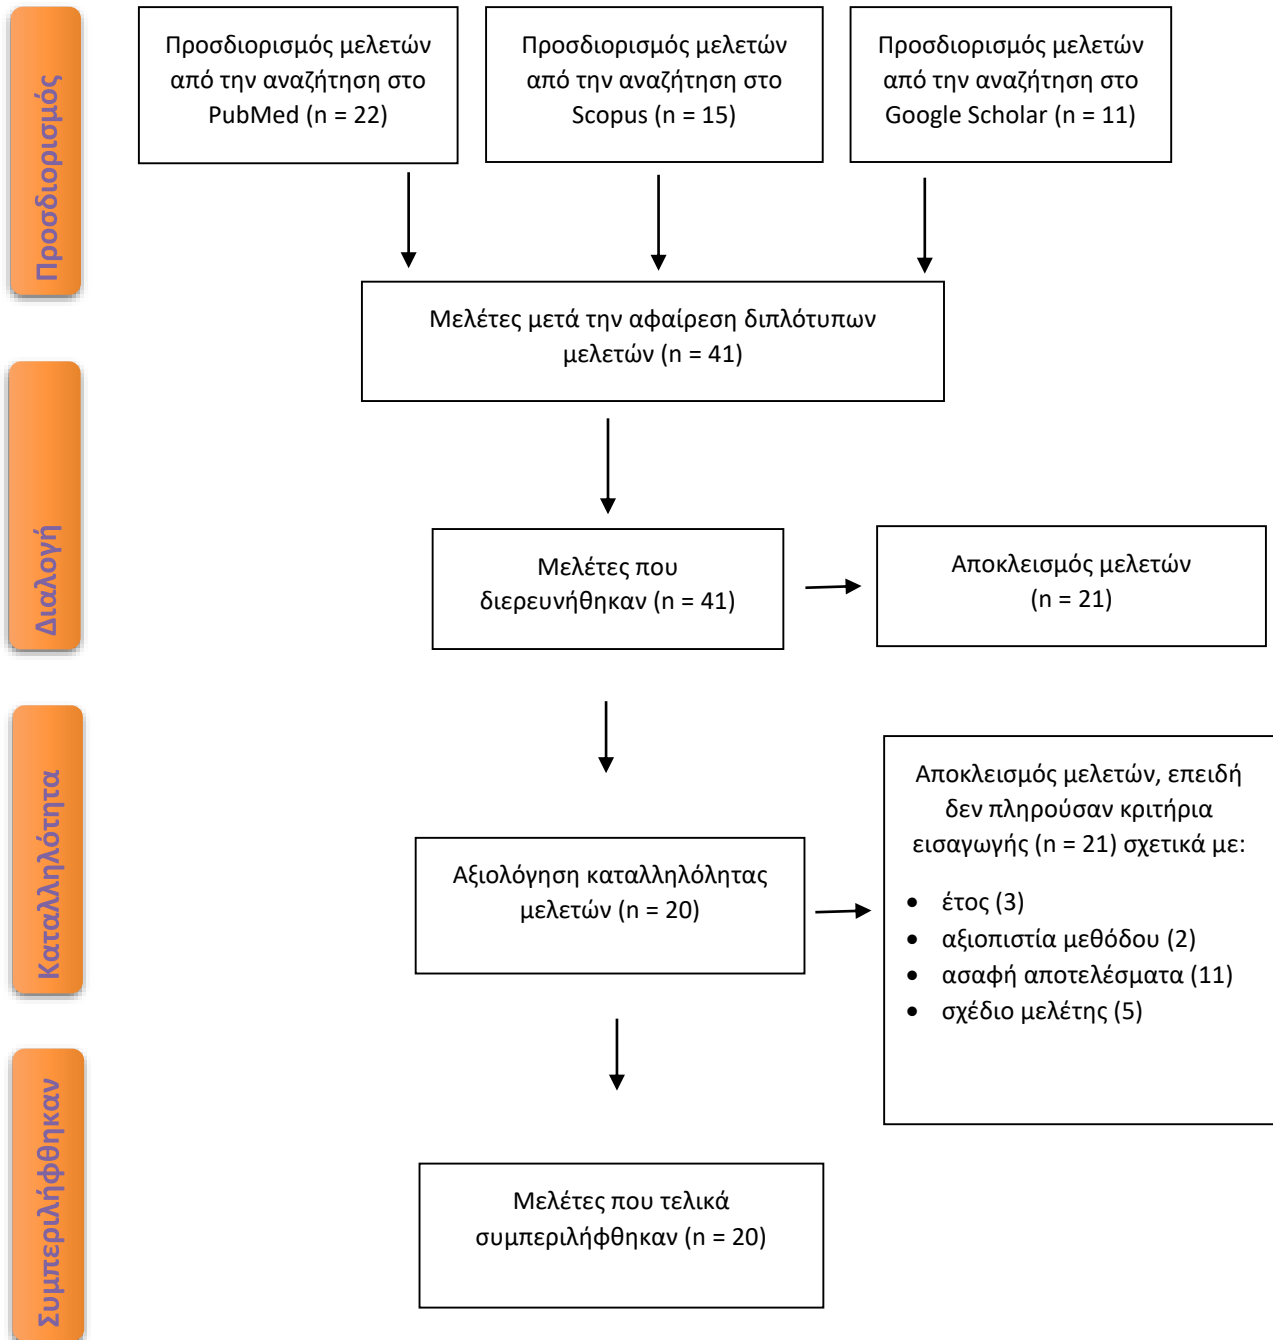 Προσδιορισμός
Προσδιορισμός μελετών
από την αναζήτηση στο
PubMed (n = 22)
Προσδιορισμός μελετών
από την αναζήτηση στο
Scopus (n = 15)
Προσδιορισμός μελετών
από την αναζήτηση στο
Google Scholar (n = 11)
Μελέτες μετά την αφαίρεση διπλότυπων
μελετών (n = 41)
Διαλογή
Μελέτες που
διερευνήθηκαν (n = 41)
Αποκλεισμός μελετών
(n = 21)
Καταλληλότητα
Αξιολόγηση καταλληλόλητας
μελετών (n = 20)
Αποκλεισμός μελετών, επειδή
δεν πληρούσαν κριτήρια
εισαγωγής (n = 21) σχετικά με:
• έτος (3)
• αξιοπιστία μεθόδου (2)
• ασαφή αποτελέσματα (11)
• σχέδιο μελέτης (5)
Συμπεριλήφθηκαν
Μελέτες που τελικά
συμπεριλήφθηκαν (n = 20)